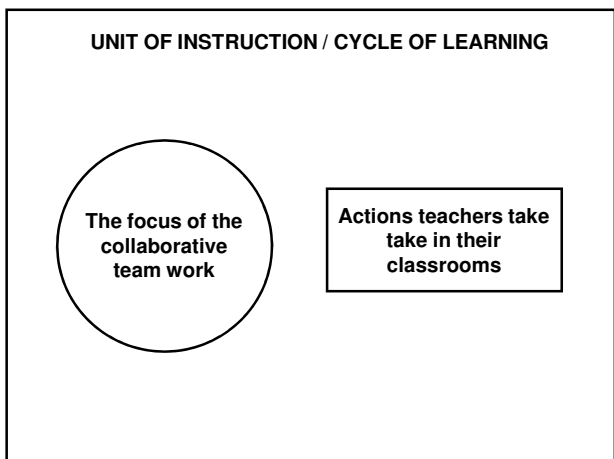 UNIT OF INSTRUCTION / CYCLE OF LEARNING
The focus of the
collaborative
team work
Actions teachers take
take in their
classrooms